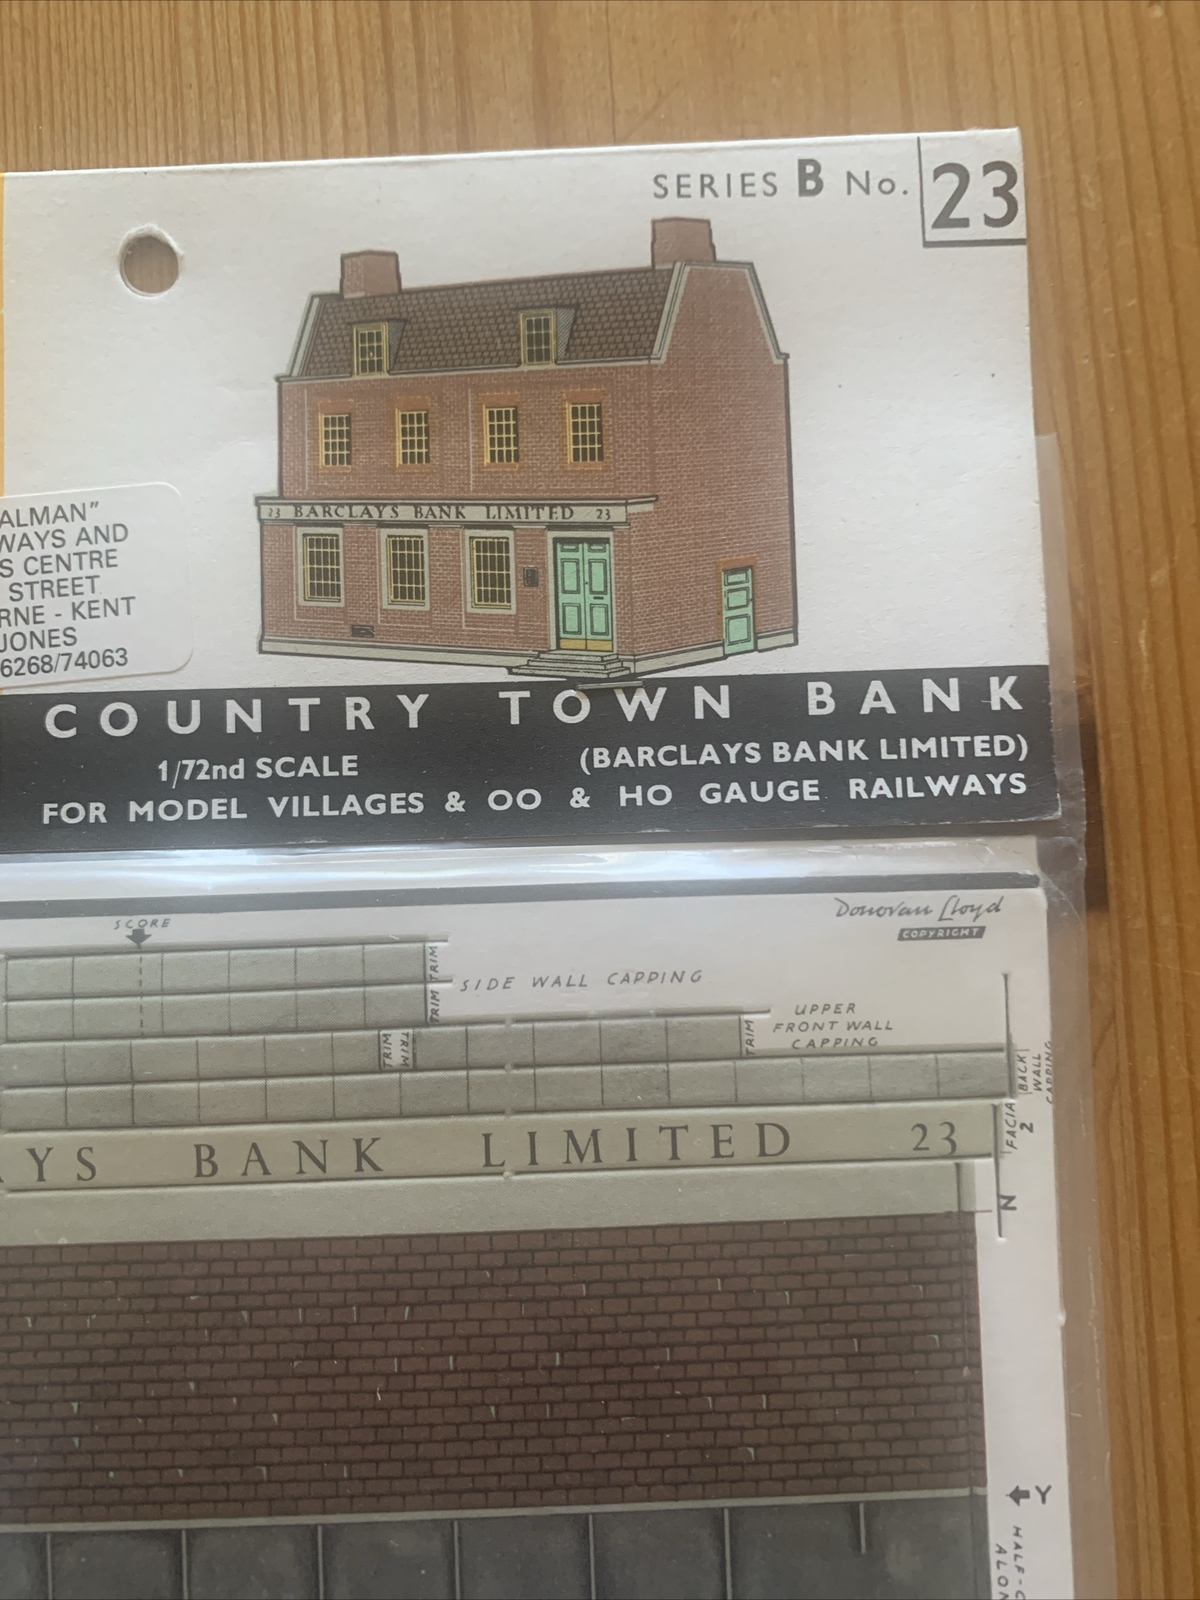 SERIES B No. 23
23 BARCLAYS BANK LIMITED 23
ALMAN"
WAYS AND
S CENTRE
STREET
RNE - KENT
JONES
6268/74063
COUNTRY TOWN BANK
1/72nd SCALE
(BARCLAYS BANK LIMITED)
FOR MODEL VILLAGES & OO & HO GAUGE RAILWAYS
Donovan Lloyd
COPYRIGHT
SCORE
TRIM
TRIM
SIDE WALL CAPPING
UPPER
FRONT WALL
CAPPING
TRIM
TRIM
TRIM
BACK
WALL
CAPPING
AYS BANK LIMITED 23
FACIA
2
N
Y
HALF-C
ALON